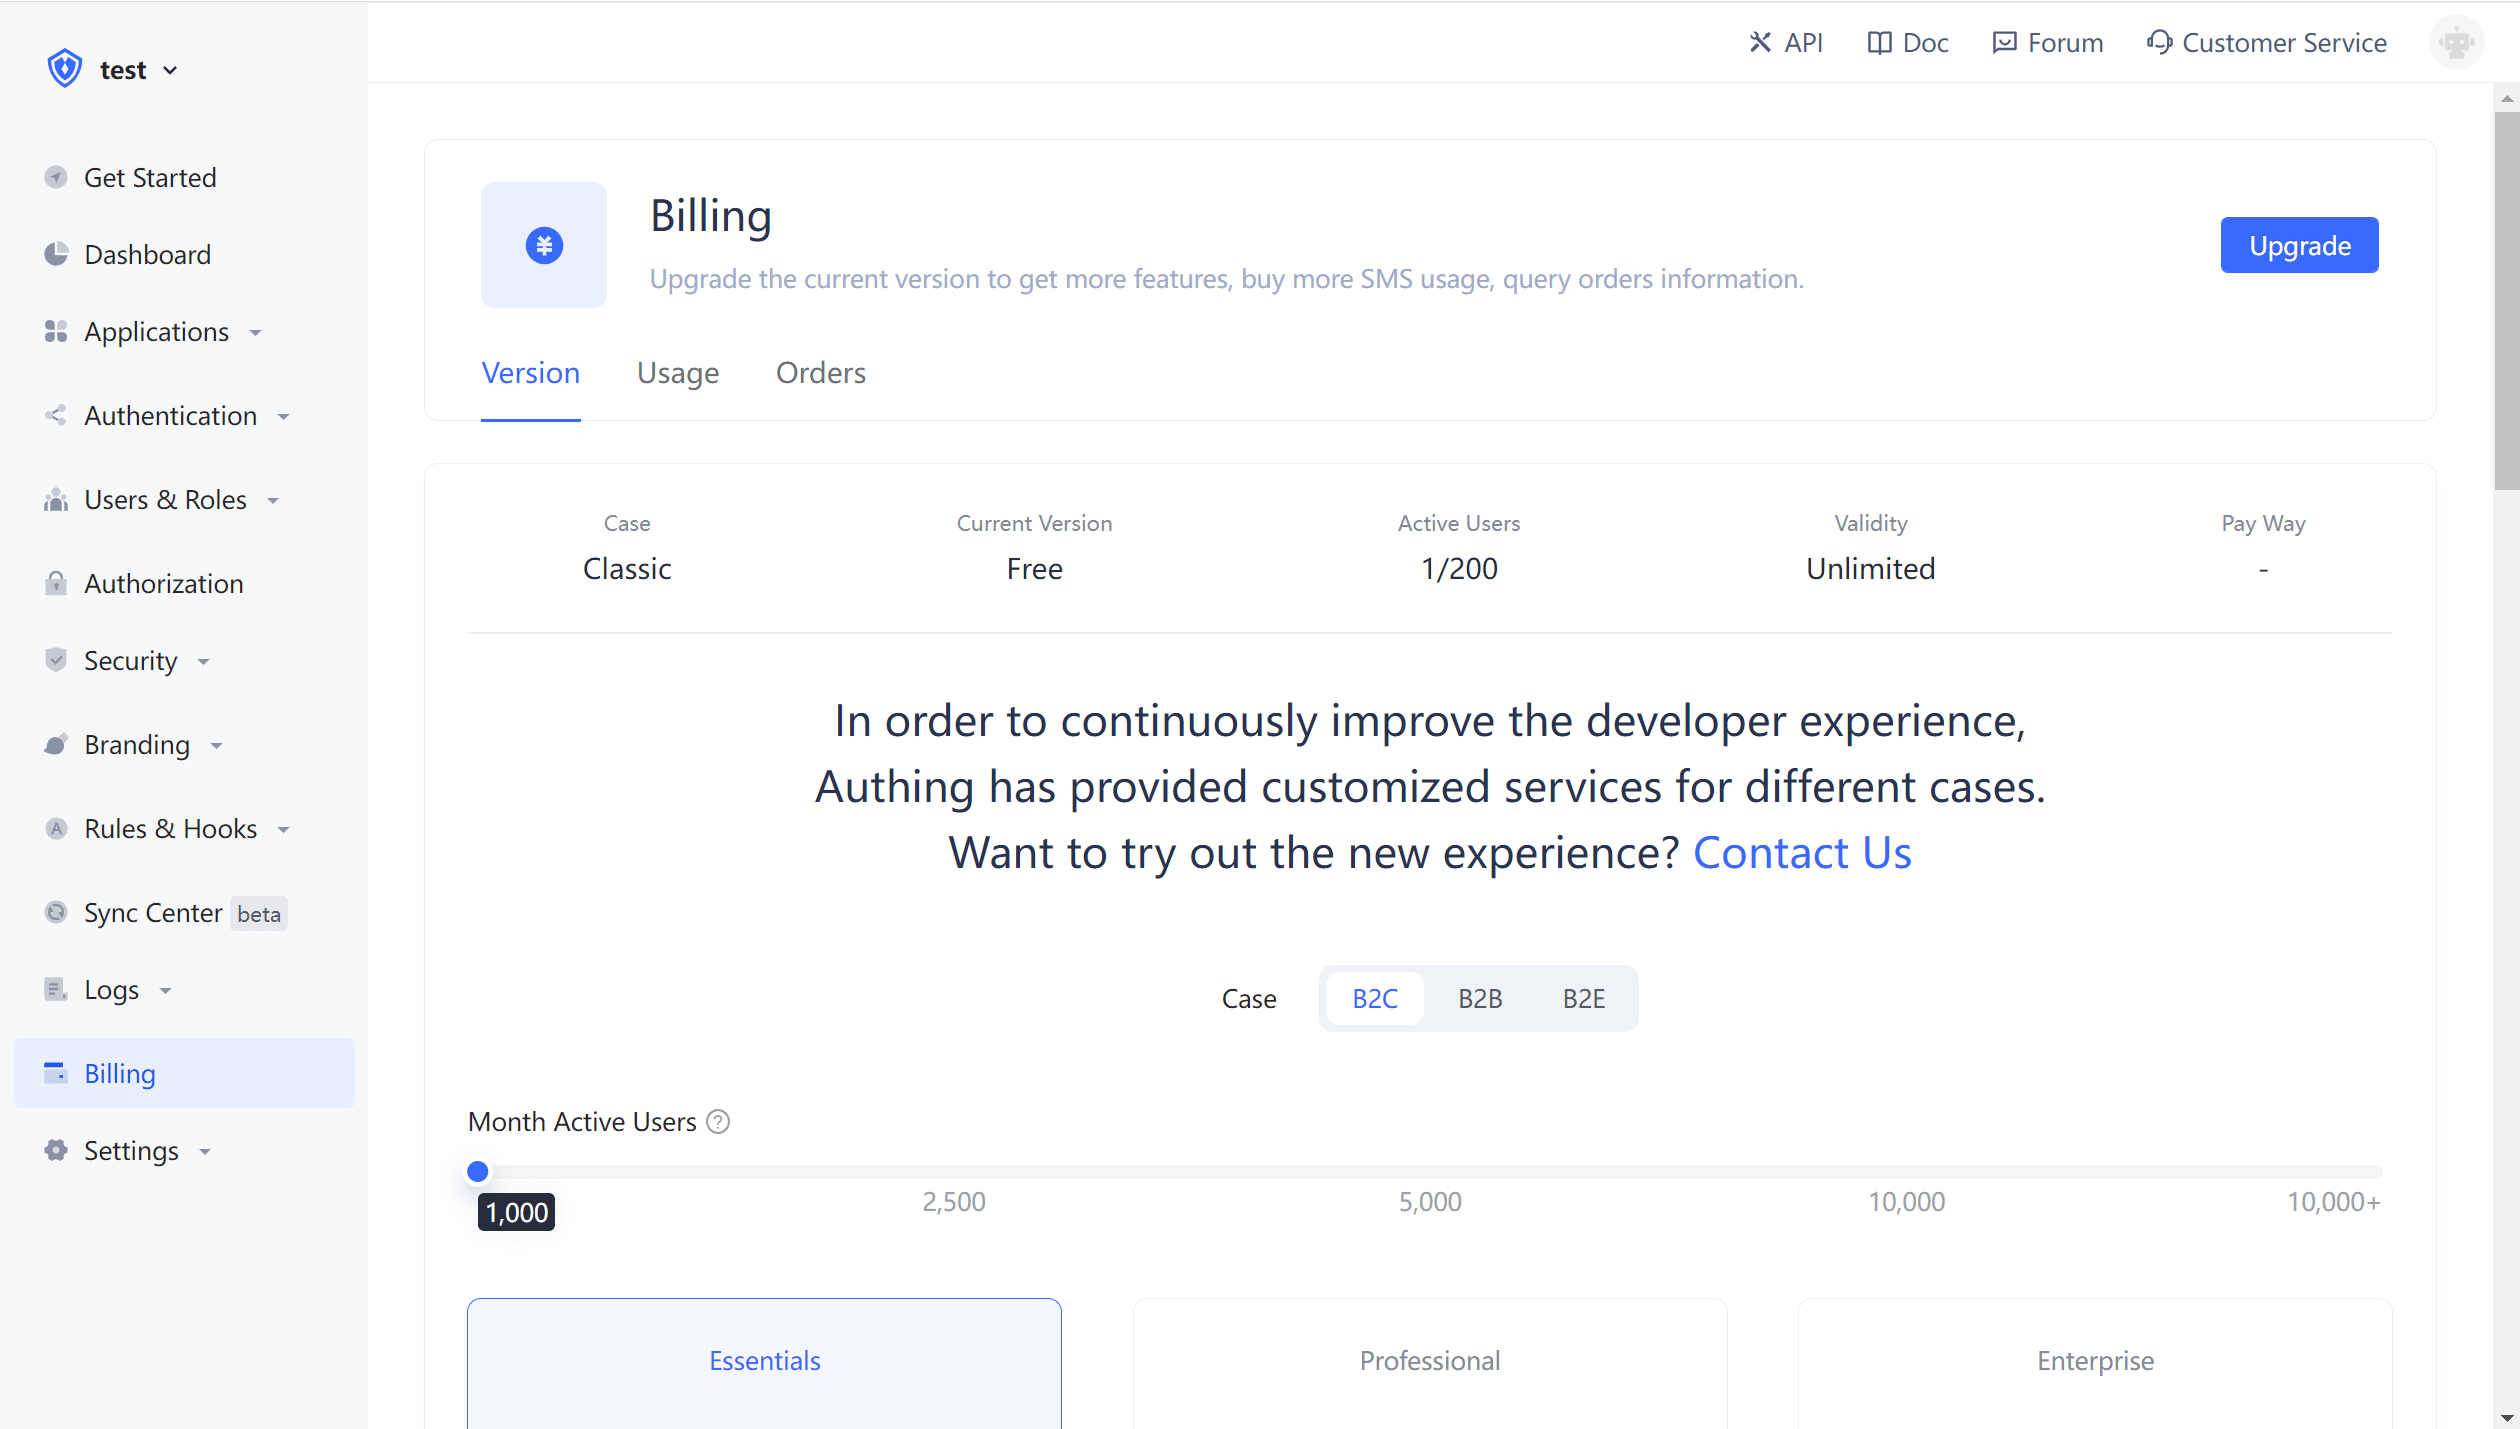 test
API
Doc
Forum
Customer Service
Get Started
Dashboard
Applications
Authentication
Users & Roles
Authorization
Security
Branding
Rules & Hooks
Sync Center beta
Logs
Billing
Settings
Billing
Upgrade the current version to get more features, buy more SMS usage, query orders information.
Upgrade
Version Usage Orders
Case Current Version Active Users Validity Pay Way
Classic Free 1/200 Unlimited -
In order to continuously improve the developer experience,
Authing has provided customized services for different cases.
Want to try out the new experience? Contact Us
Case B2C B2B B2E
Month Active Users
1,000 2,500 5,000 10,000 10,000+
Essentials Professional Enterprise